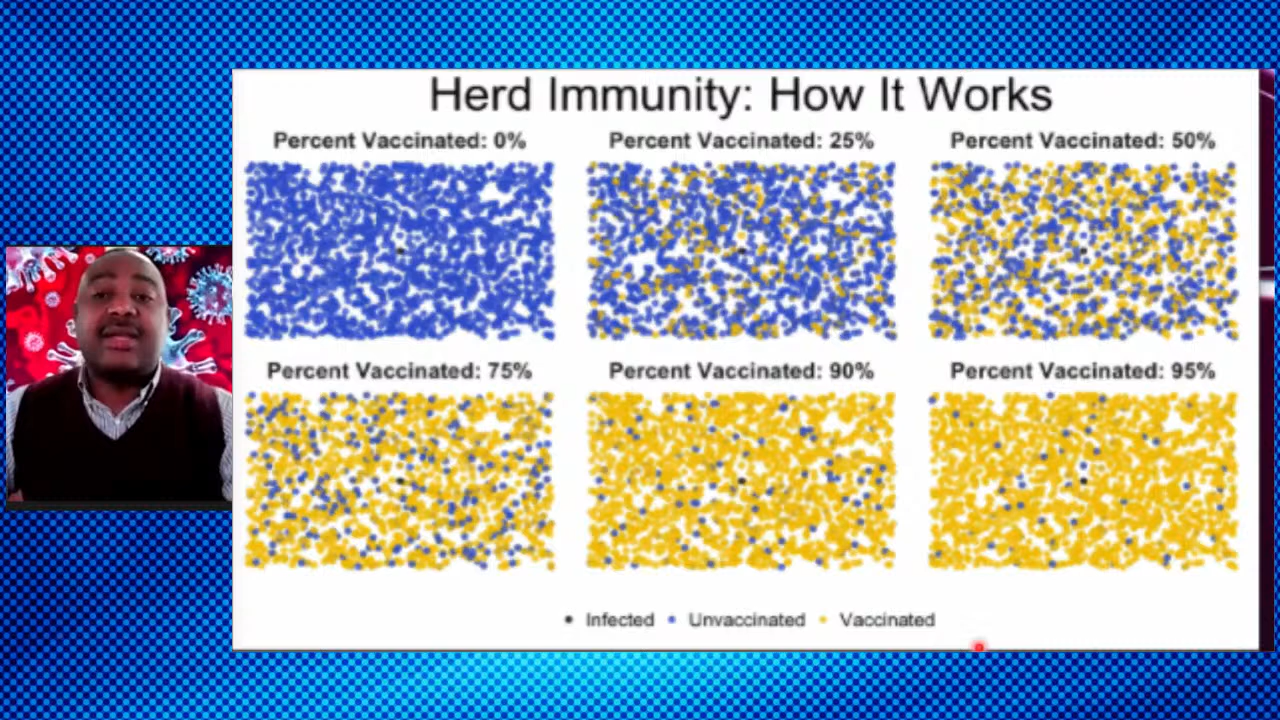 Herd Immunity: How It Works
Percent Vaccinated: 0%
Percent Vaccinated: 25%
Percent Vaccinated: 50%
Percent Vaccinated: 75%
Percent Vaccinated: 90%
Percent Vaccinated: 95%
Infected Unvaccinated Vaccinated